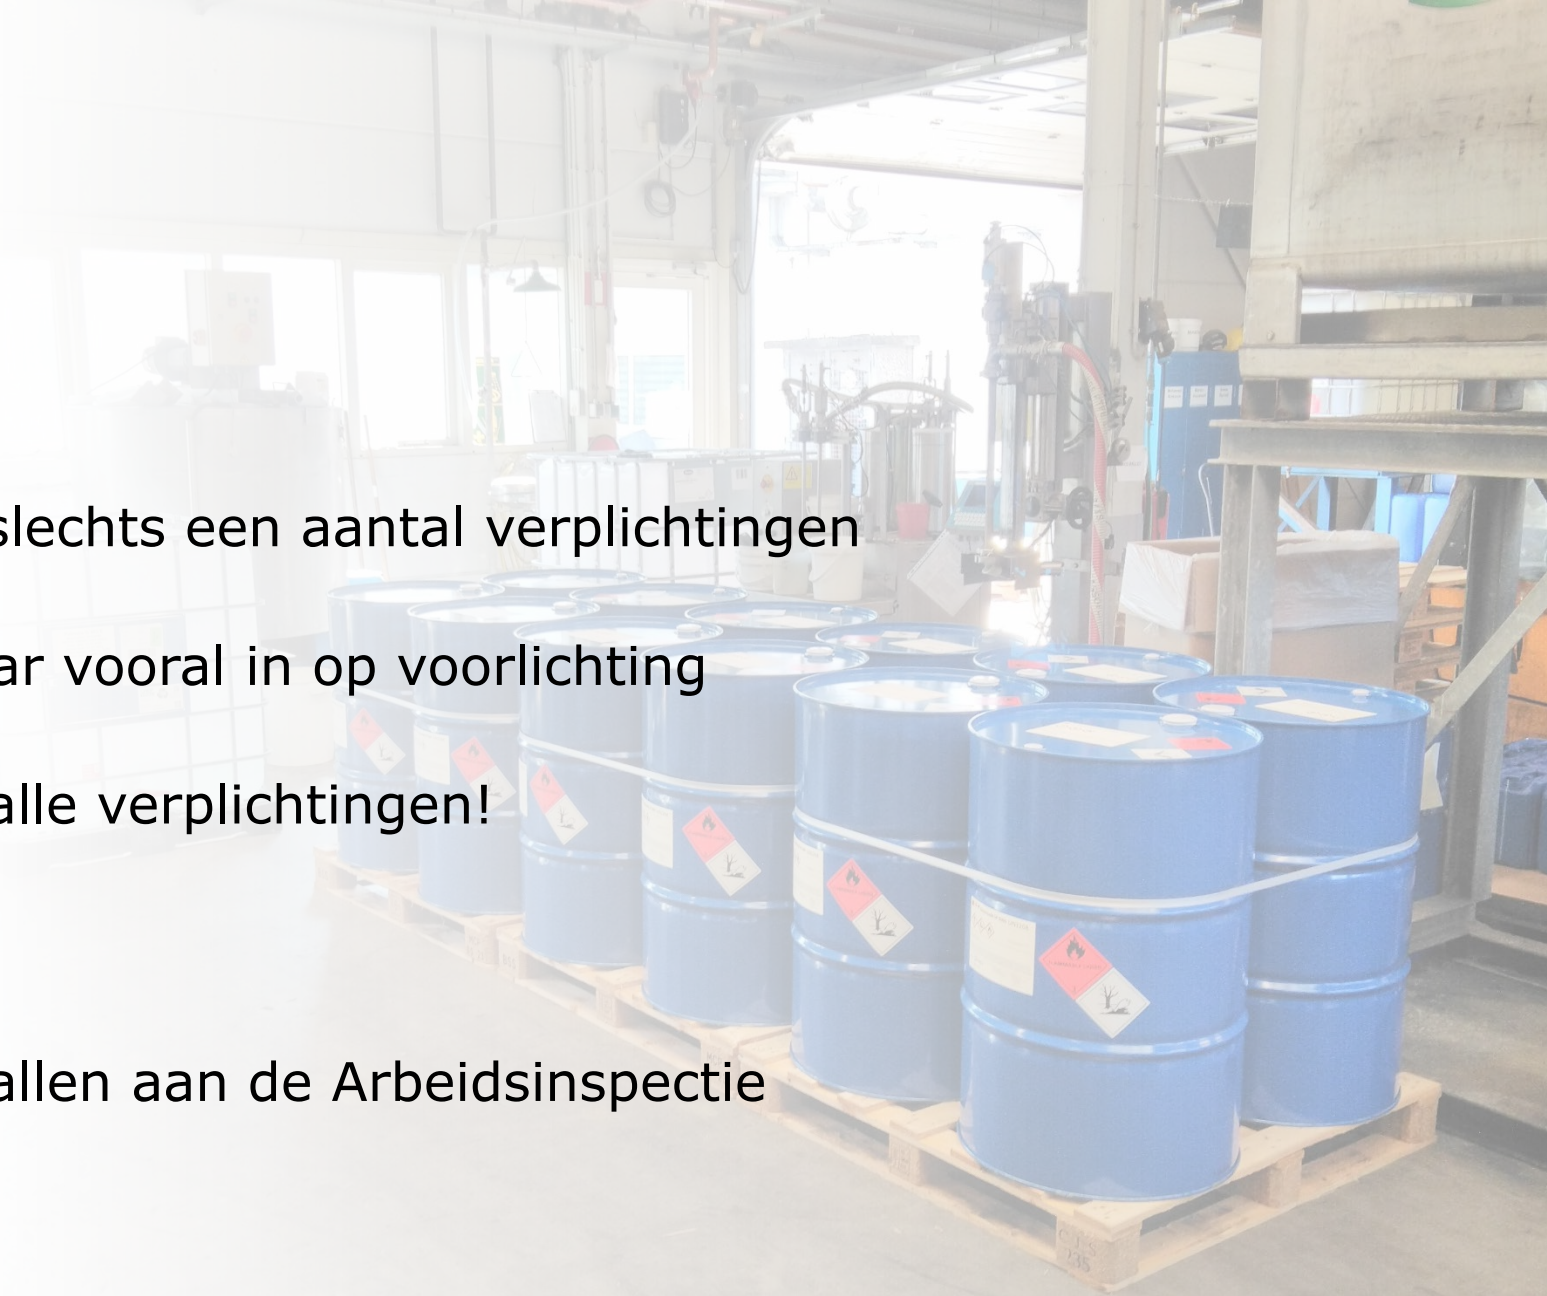 slechts een aantal verplichtingen
ar vooral in op voorlichting
alle verplichtingen!
allen aan de Arbeidsinspectie